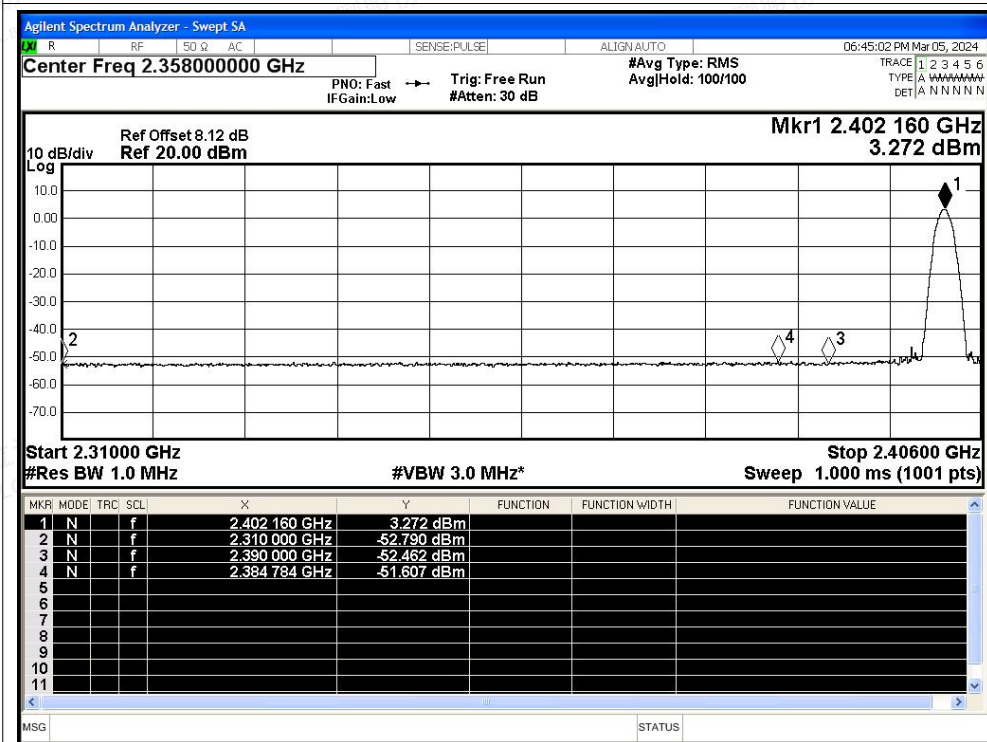 Agilent Spectrum Analyzer - Swept SA
LXI R RF 50 Ω AC SENSE:PULSE ALIGN AUTO 06:45:02 PM Mar 05, 2024
Center Freq 2.358000000 GHz
PNO: Fast
IFGain:Low
Trig: Free Run
#Atten: 30 dB
#Avg Type: RMS
Avg|Hold: 100/100
TRACE 1 2 3 4 5 6
TYPE A WWWWW
DET A N N N N N
Ref Offset 8.12 dB
Mkr1 2.402 160 GHz
10 dB/div Ref 20.00 dBm
3.272 dBm
Log
10.0
0.00
-10.0
-20.0
-30.0
-40.0
-50.0
-60.0
-70.0
1
2
4
3
Start 2.31000 GHz Stop 2.40600 GHz
#Res BW 1.0 MHz #VBW 3.0 MHz* Sweep 1.000 ms (1001 pts)
MKR MODE TRC SCL X Y FUNCTION FUNCTION WIDTH FUNCTION VALUE
1 N f 2.402 160 GHz 3.272 dBm
2 N f 2.310 000 GHz -52.790 dBm
3 N f 2.390 000 GHz -52.462 dBm
4 N f 2.384 784 GHz -51.607 dBm
5
6
7
8
9
10
11
MSG STATUS